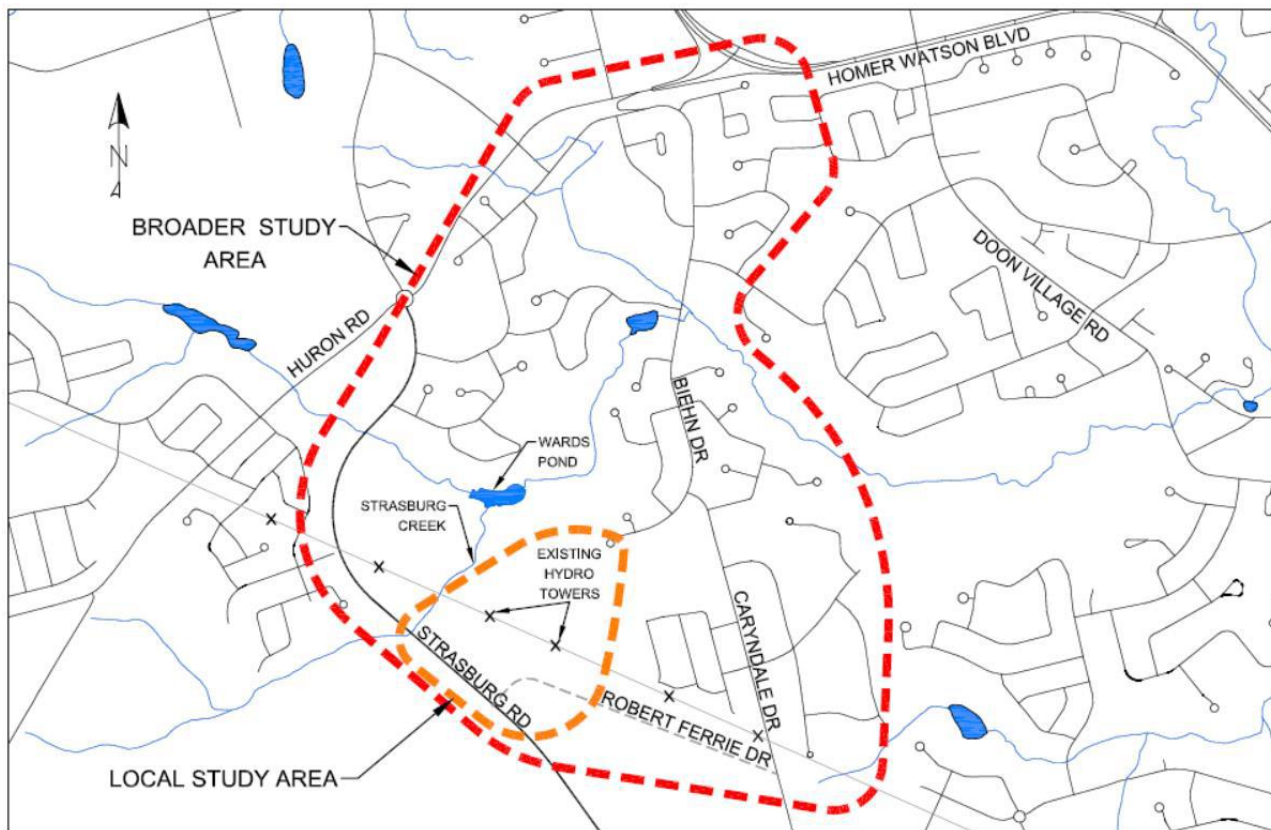 HOMER WATSON BLVD
N
BROADER STUDY
AREA
HURON RD
DOON VILLAGE RD
BIEHN DR
WARDS
POND
STRASBURG
CREEK
EXISTING
HYDRO
TOWERS
CARYNDALE DR
STRASBURG RD
ROBERT FERRIE DR
LOCAL STUDY AREA